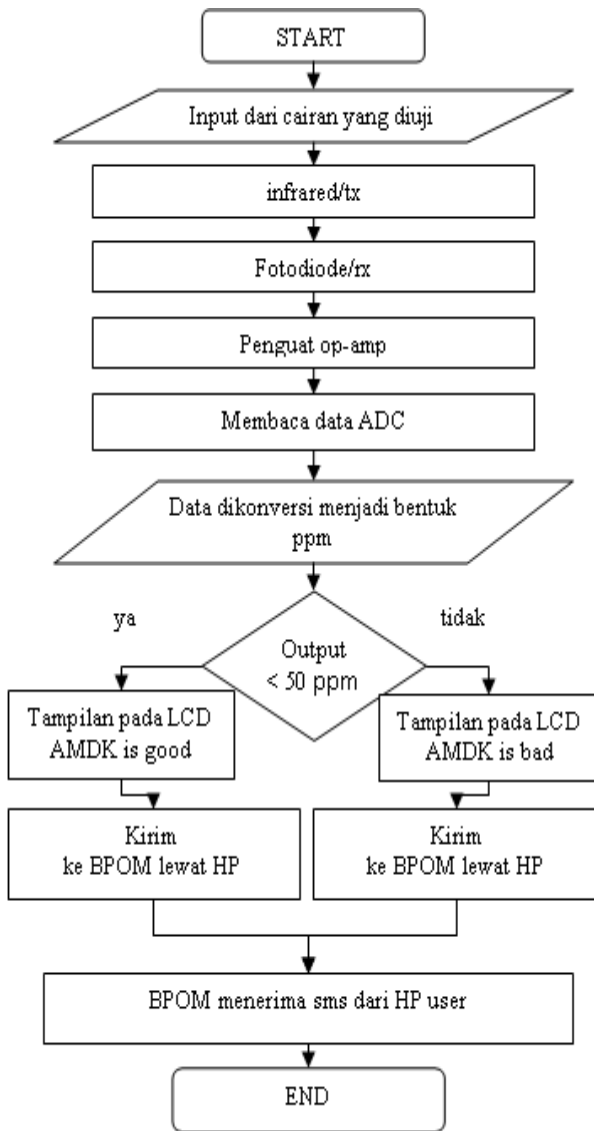 START
Input dari cairan yang diuji
infrared/tx
Fotodiode/rx
Penguat op-amp
Membaca data ADC
Data dikonversi menjadi bentuk
ppm
ya
tidak
Output
< 50 ppm
Tampilan pada LCD
AMDK is good
Tampilan pada LCD
AMDK is bad
Kirim
ke BPOM lewat HP
Kirim
ke BPOM lewat HP
BPOM menerima sms dari HP user
END